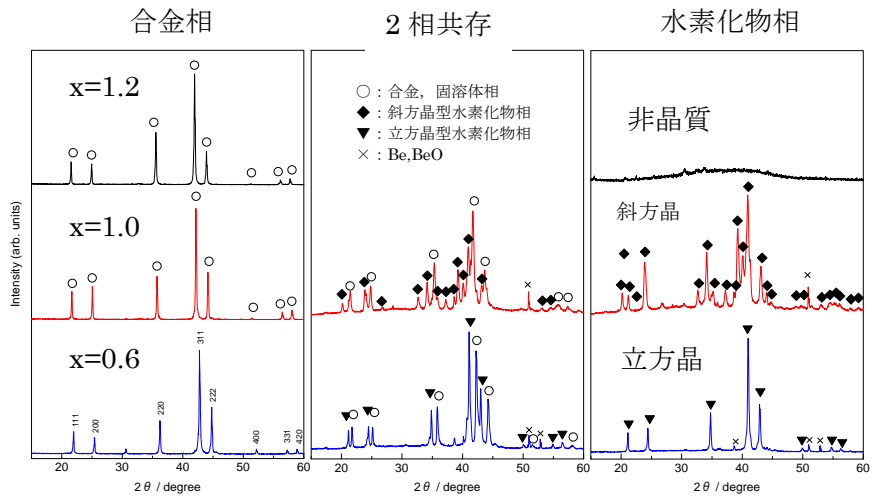 合金相
2 相共存
水素化物相
x=1.2
x=1.0
x=0.6
111
200
220
311
222
400
331
420
○ : 合金, 固溶体相
◆ : 斜方晶型水素化物相
▼ : 立方晶型水素化物相
× : Be,BeO
非晶質
斜方晶
立方晶
Intensity (arb. units)
20 30 40 50 60
20 30 40 50 60
20 30 40 50 60
2θ / degree
2θ / degree
2θ / degree